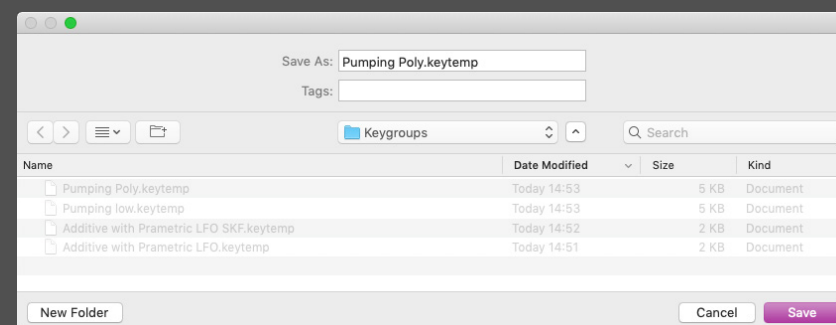 Save As: Pumping Poly.keytemp
Tags:
Keygroups
Search
Name Date Modified Size Kind
Pumping Poly.keytemp Today 14:53 5 KB Document
Pumping low.keytemp Today 14:53 5 KB Document
Additive with Prametric LFO SKF.keytemp Today 14:52 2 KB Document
Additive with Prametric LFO.keytemp Today 14:51 2 KB Document
New Folder Cancel Save